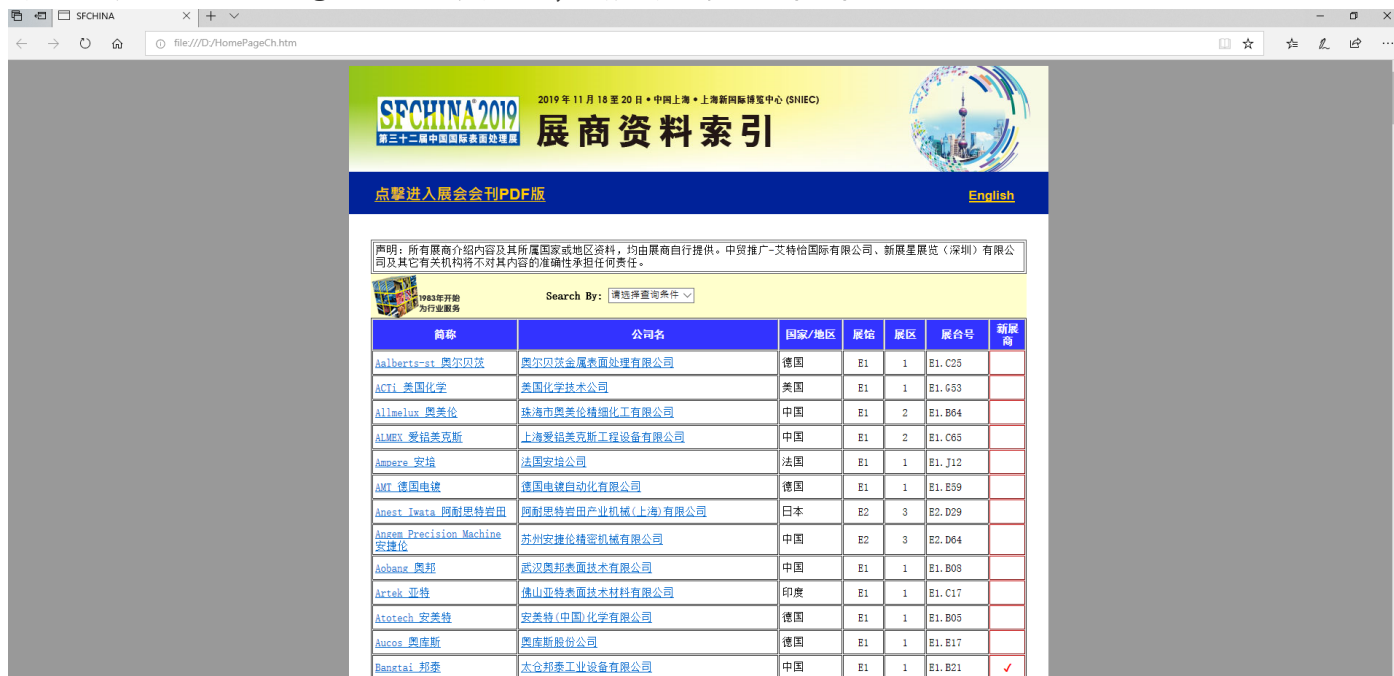 SFCHINA
file:///D:/HomePageCh.htm
SFCHINA 2019
第三十二届中国国际表面处理展
2019 年 11 月 18 至 20 日 • 中国上海 • 上海新国际博览中心 (SNIEC)
展商资料索引
点擊进入展会会刊PDF版
English
声明: 所有展商介绍内容及其所属国家或地区资料, 均由展商自行提供。中贸推广-艾特怡国际有限公司、新展星展览（深圳）有限公
司及其它有关机构将不对其内容的准确性承担任何责任。
1983年开始
为行业服务
Search By: 请选择查询条件
简称 公司名 国家/地区 展馆 展区 展台号 新展商
Aalberts-st 奥尔贝茨 奥尔贝茨金属表面处理有限公司 德国 E1 1 E1.C25
ACTi 美国化学 美国化学技术公司 美国 E1 1 E1.G53
Allmelux 奥美伦 珠海市奥美伦精细化工有限公司 中国 E1 2 E1.B64
ALMEX 爱铝美克斯 上海爱铝美克斯工程设备有限公司 中国 E1 2 E1.C65
Ampere 安培 法国安培公司 法国 E1 1 E1.J12
AMT 德国电镀 德国电镀自动化有限公司 德国 E1 1 E1.E59
Anest Iwata 阿耐思特岩田 阿耐思特岩田产业机械(上海)有限公司 日本 E2 3 E2.D29
Angem Precision Machine
安捷伦 苏州安捷伦精密机械有限公司 中国 E2 3 E2.D64
Aobang 奥邦 武汉奥邦表面技术有限公司 中国 E1 1 E1.B08
Artek 亚特 佛山亚特表面技术材料有限公司 印度 E1 1 E1.C17
Atotech 安美特 安美特(中国)化学有限公司 德国 E1 1 E1.B05
Aucos 奥库斯 奥库斯股份公司 德国 E1 1 E1.E17
Bangtai 邦泰 太仓邦泰工业设备有限公司 中国 E1 1 E1.B21 ✓